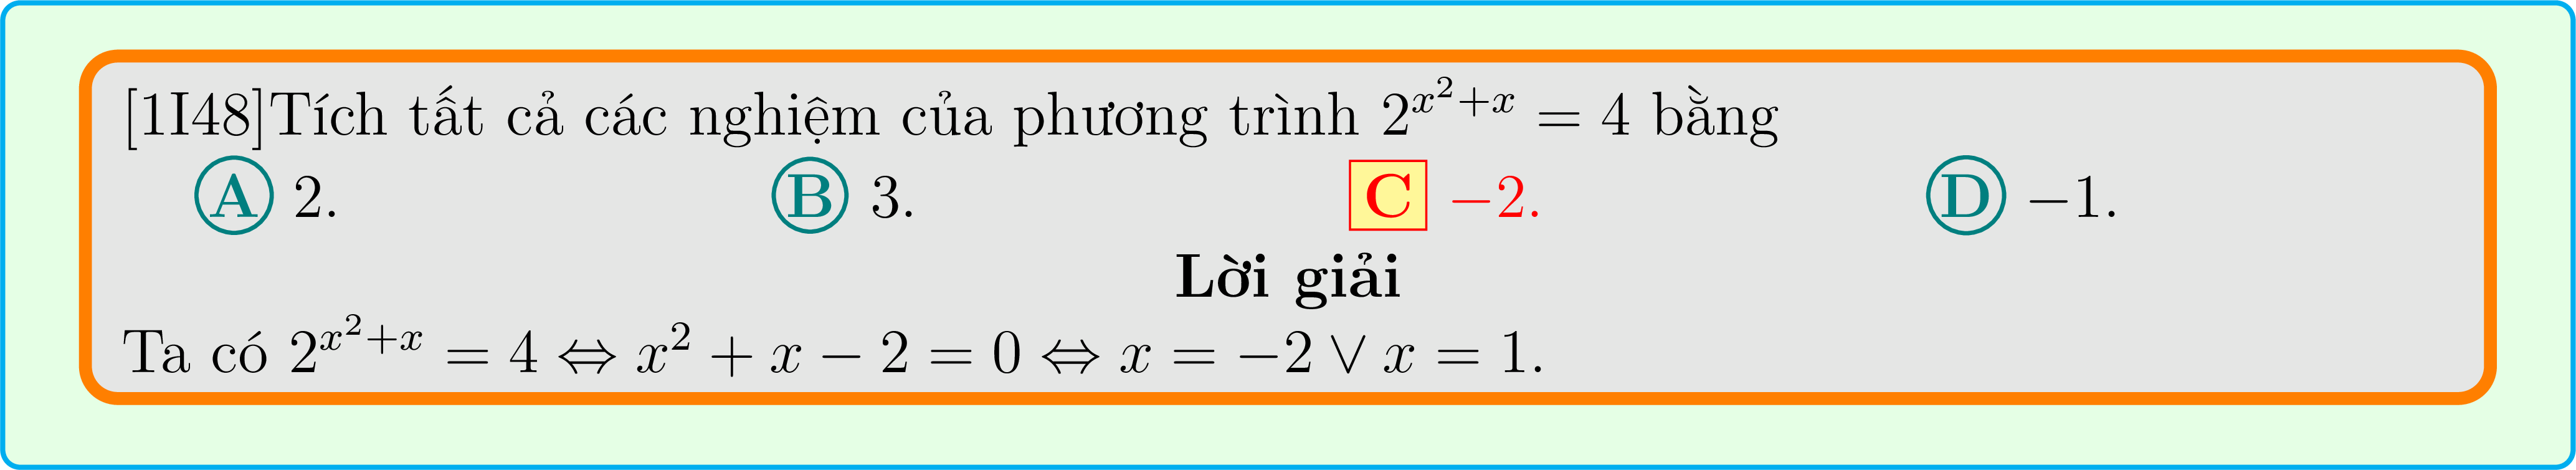 [1I48]Tích tất cả các nghiệm của phương trình $2^{x^2+x} = 4$ bằng
A 2. B 3. C −2. D −1.
Lời giải
Ta có $2^{x^2+x} = 4 \Leftrightarrow x^2 + x - 2 = 0 \Leftrightarrow x = -2 \vee x = 1.$